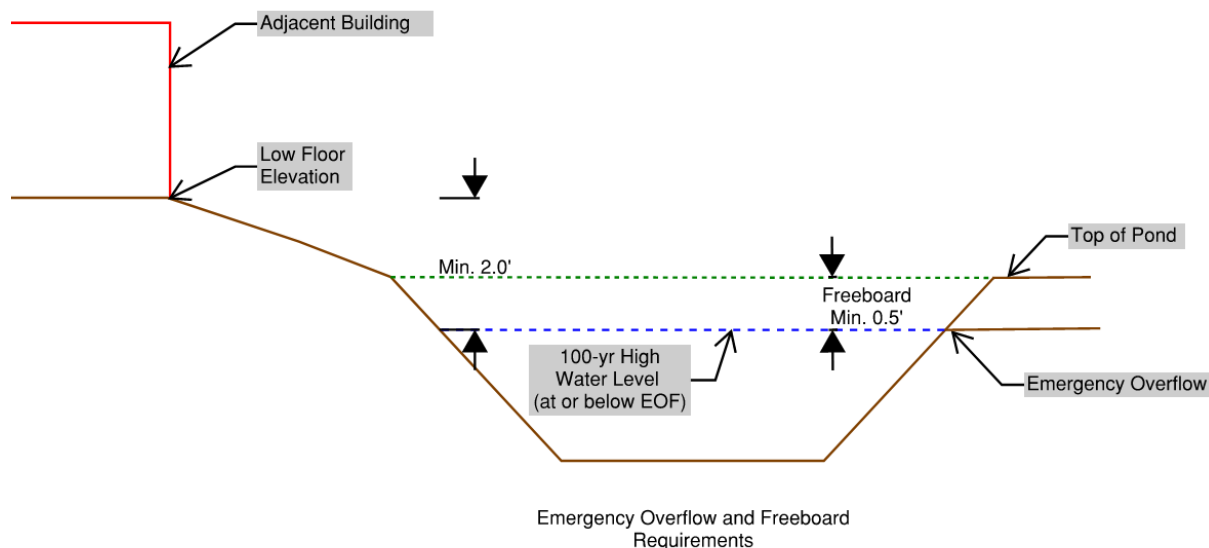 Adjacent Building
Low Floor
Elevation
Top of Pond
Min. 2.0'
Freeboard
Min. 0.5'
100-yr High
Water Level
(at or below EOF)
Emergency Overflow
Emergency Overflow and Freeboard
Requirements